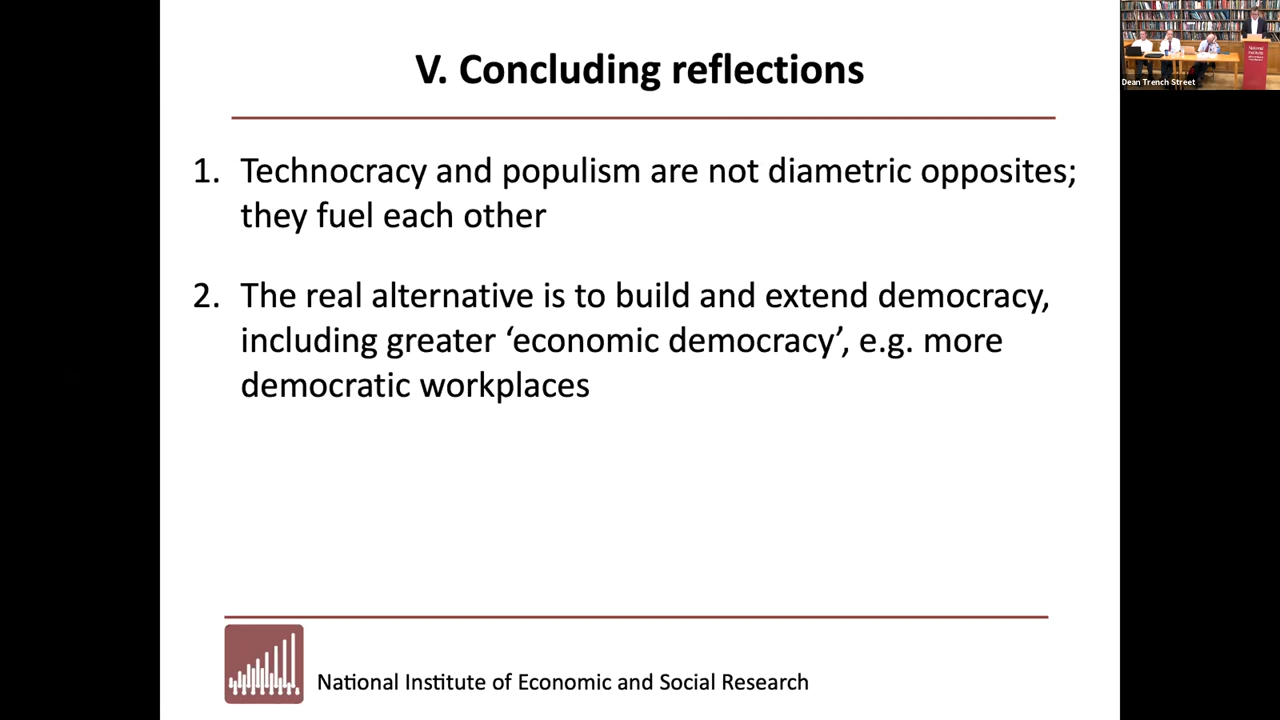 V. Concluding reflections
Dean Trench Street
1. Technocracy and populism are not diametric opposites;
they fuel each other
2. The real alternative is to build and extend democracy,
including greater ‘economic democracy’, e.g. more
democratic workplaces
National Institute of Economic and Social Research
National
Institute